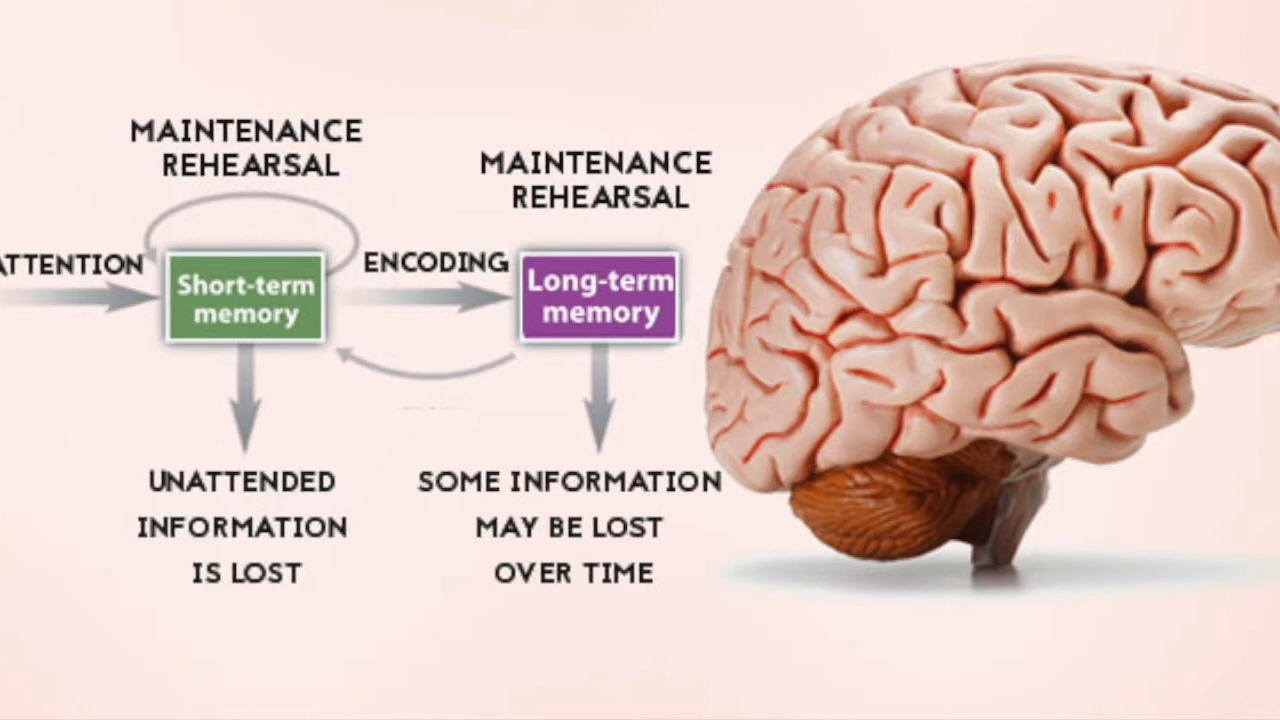 MAINTENANCE
REHEARSAL
MAINTENANCE
REHEARSAL
ATTENTION
ENCODING
Short-term
memory
Long-term
memory
UNATTENDED
INFORMATION
IS LOST
SOME INFORMATION
MAY BE LOST
OVER TIME